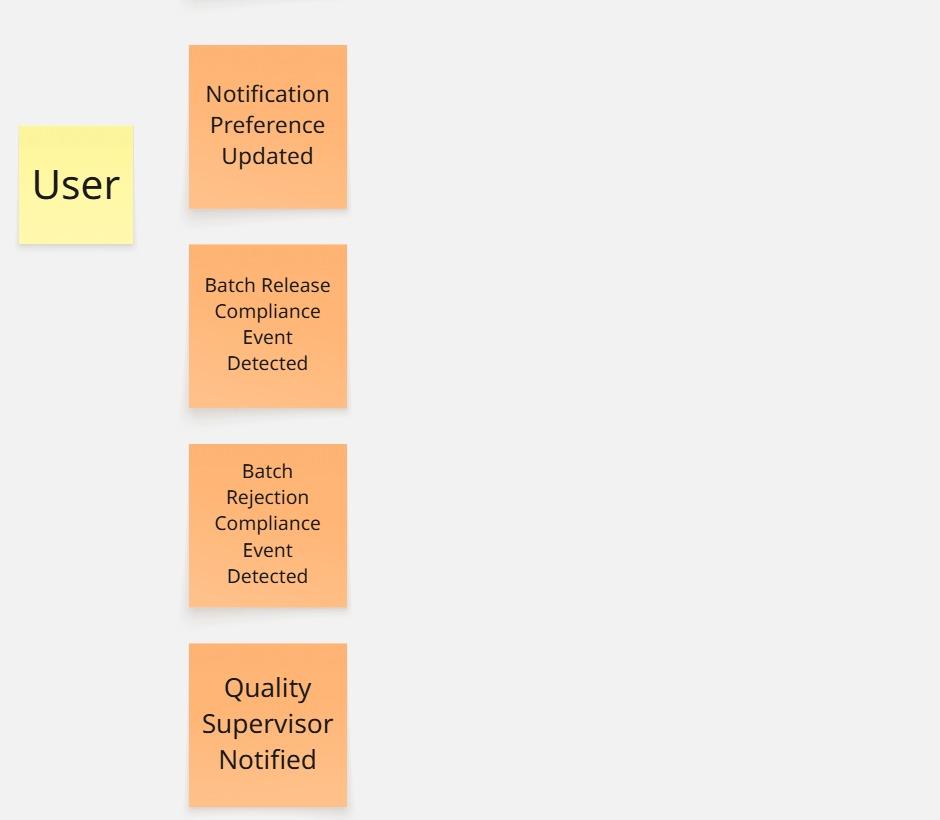 Notification
Preference
Updated
User
Batch Release
Compliance
Event
Detected
Batch
Rejection
Compliance
Event
Detected
Quality
Supervisor
Notified